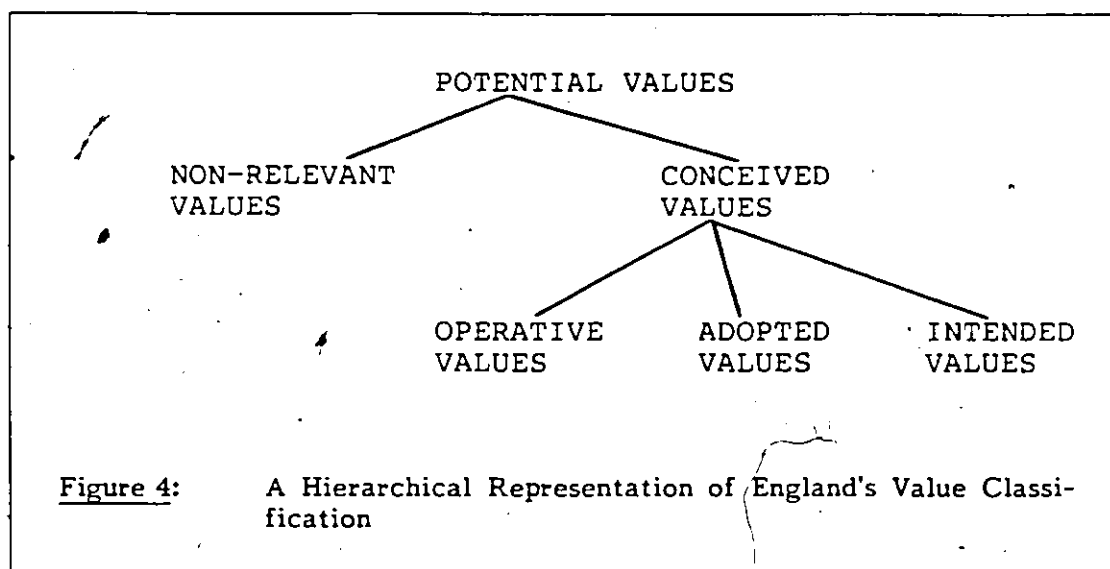 POTENTIAL VALUES
NON-RELEVANT VALUES
CONCEIVED VALUES
OPERATIVE VALUES
ADOPTED VALUES
INTENDED VALUES
Figure 4: A Hierarchical Representation of England's Value Classi-
fication